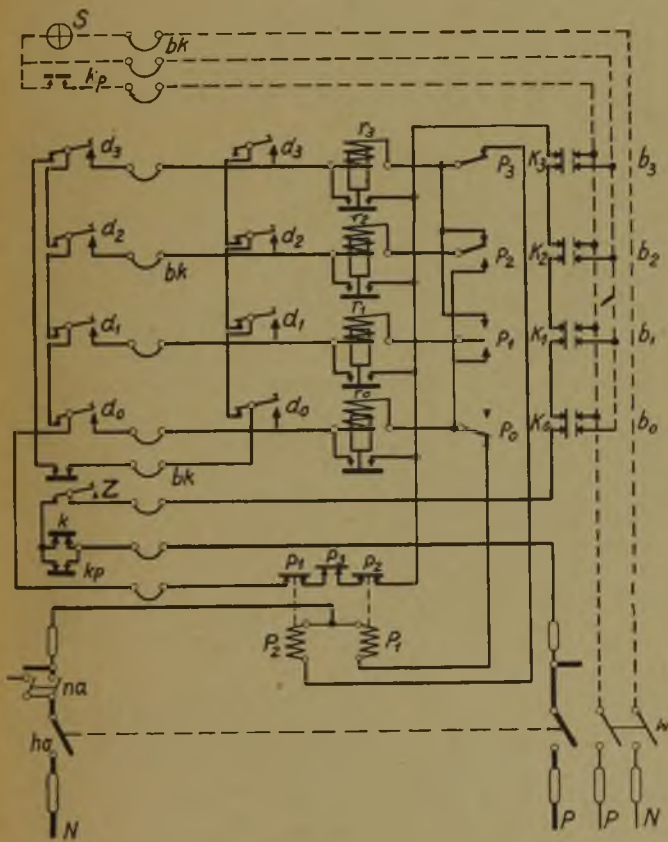 S
bk
kp
d₃ d₃ r₃ P₃ K₃ b₃
d₂ d₂ r₂ P₂ K₂ b₂
bk
d₁ d₁ r₁ P₁ K₁ b₁
d₀ d₀ r₀ P₀ K₀ b₀
bk
Z
k
kp
p₁ p₃ p₂
P₂ P₁
na
ha
N P P N